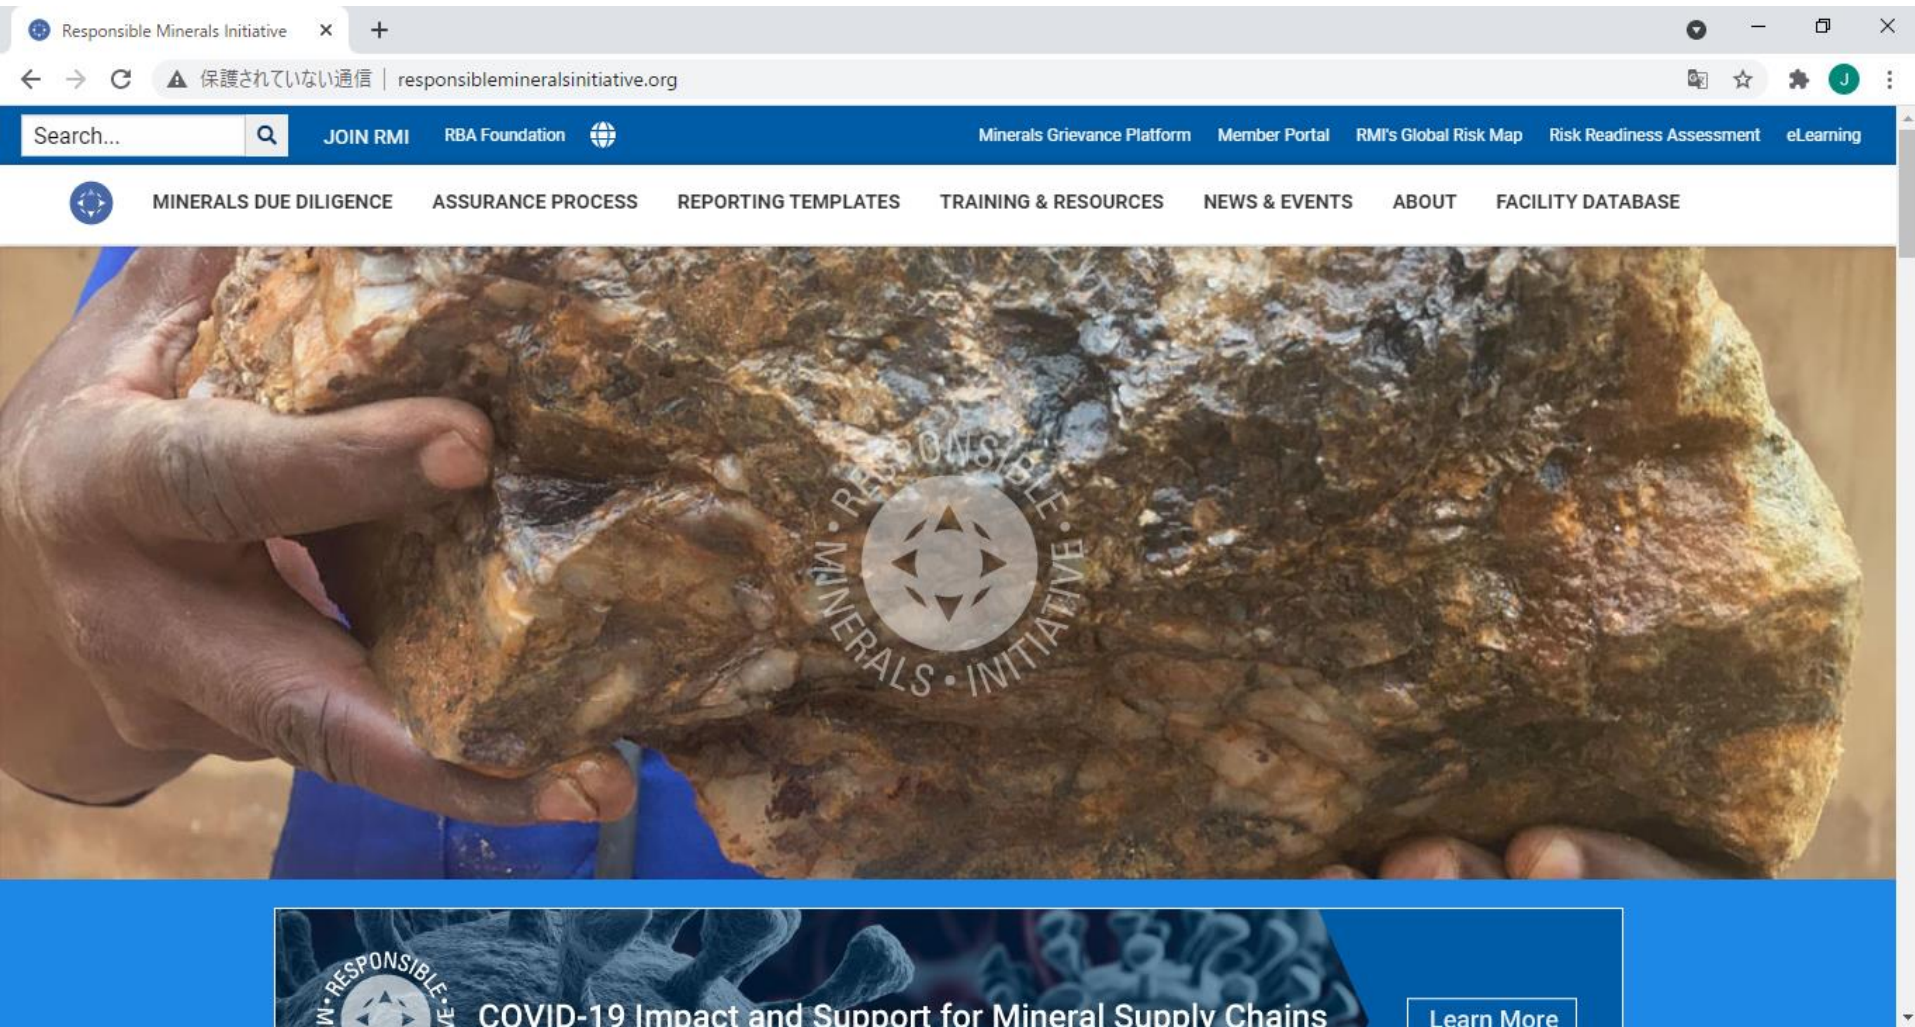 Responsible Minerals Initiative
保護されていない通信 | responsiblemineralsinitiative.org
J
Search...
JOIN RMI
RBA Foundation
Minerals Grievance Platform
Member Portal
RMI's Global Risk Map
Risk Readiness Assessment
eLearning
MINERALS DUE DILIGENCE
ASSURANCE PROCESS
REPORTING TEMPLATES
TRAINING & RESOURCES
NEWS & EVENTS
ABOUT
FACILITY DATABASE
RESPONSIBLE • MINERALS • INITIATIVE •
RESPONSIBLE
COVID-19 Impact and Support for Mineral Supply Chains
Learn More